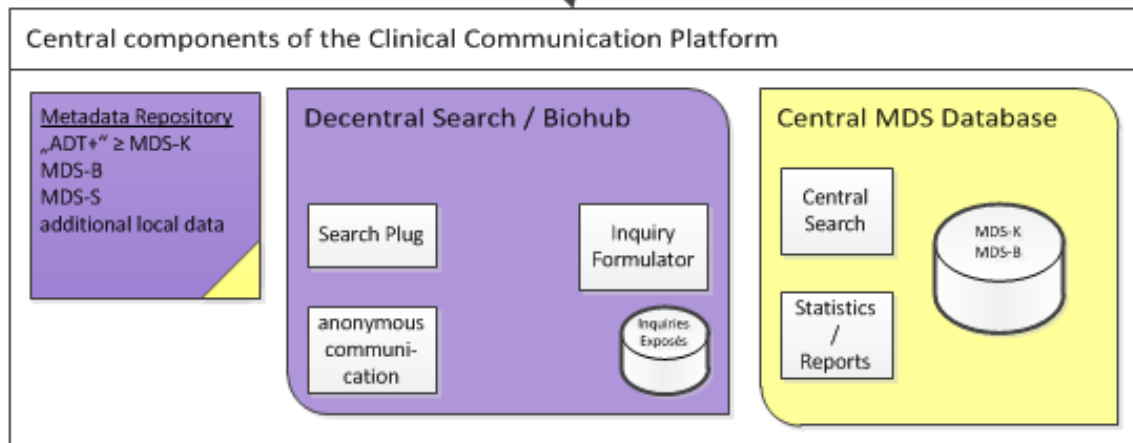 Central components of the Clinical Communication Platform
Metadata Repository
„ADT+“ ≥ MDS-K
MDS-B
MDS-S
additional local data
Decentral Search / Biohub
Search Plug
Inquiry
Formulator
anonymous
communi-
cation
Inquiries
Exposés
Central MDS Database
Central
Search
MDS-K
MDS-B
Statistics
/
Reports